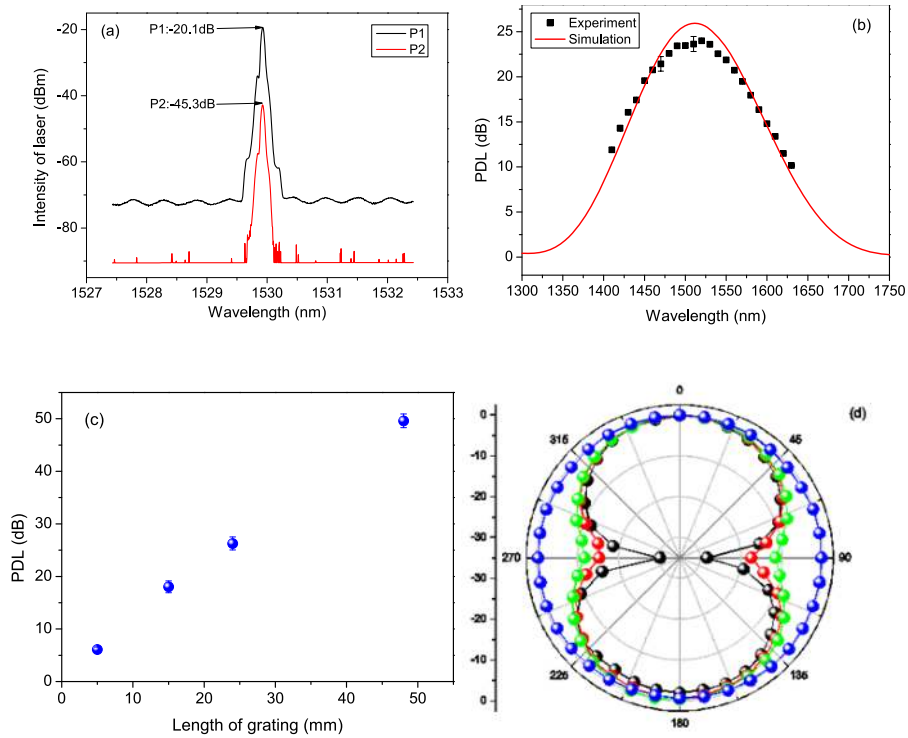 (a)
P1:-20.1dB
P2:-45.3dB
P1
P2
-20
-40
-60
-80
Intensity of laser (dBm)
1527 1528 1529 1530 1531 1532 1533
Wavelength (nm)
(b)
Experiment
Simulation
25
20
15
10
5
0
PDL (dB)
1300 1350 1400 1450 1500 1550 1600 1650 1700 1750
Wavelength (nm)
(c)
50
40
30
20
10
0
PDL (dB)
0 10 20 30 40 50
Length of grating (mm)
(d)
0
45
90
135
180
225
270
315
0
-10
-20
-30
-30
-20
-10
0